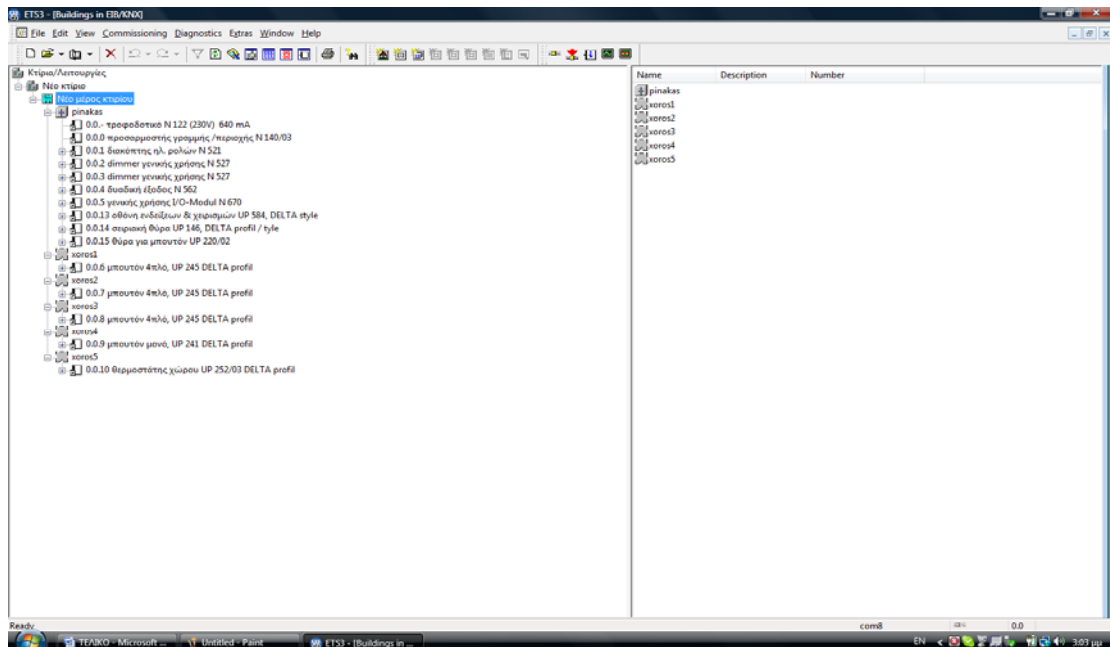 ETS3 - [Buildings in EIB/KNX]
File Edit View Commissioning Diagnostics Extras Window Help
Κτίρια/Λειτουργίες
Νέο κτίριο
Νέο μέρος κτιρίου
pinakas
0.0.- τροφοδοτικό N 122 (230V) 640 mA
0.0.0 προσαρμοστής γραμμής /περιοχής N 140/03
0.0.1 διακόπτης ηλ. ρολών N 521
0.0.2 dimmer γενικής χρήσης N 527
0.0.3 dimmer γενικής χρήσης N 527
0.0.4 δυαδική έξοδος N 562
0.0.5 γενικής χρήσης I/O-Modul N 670
0.0.13 οθόνη ενδείξεων & χειρισμών UP 584, DELTA style
0.0.14 σειριακή θύρα UP 146, DELTA profil / tyle
0.0.15 θύρα για μπουτόν UP 220/02
xoros1
0.0.6 μπουτόν 4πλό, UP 245 DELTA profil
xoros2
0.0.7 μπουτόν 4πλό, UP 245 DELTA profil
xoros3
0.0.8 μπουτόν 4πλό, UP 245 DELTA profil
xoros4
0.0.9 μπουτόν μονό, UP 241 DELTA profil
xoros5
0.0.10 θερμοστάτης χώρου UP 252/03 DELTA profil
Name Description Number
pinakas
xoros1
xoros2
xoros3
xoros4
xoros5
Ready com8 0.0
ΤΕΛΙΚΟ - Microsoft ... Untitled - Paint ETS3 - [Buildings in ... EN 3:03 μμ